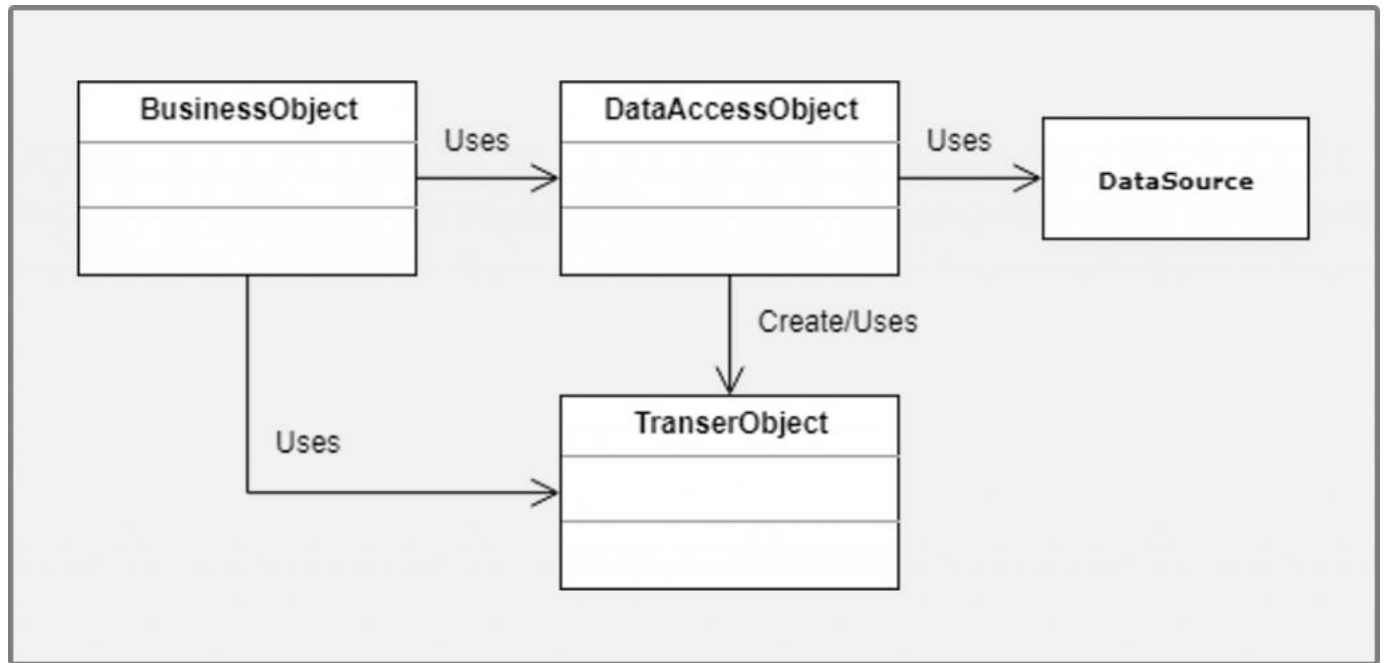 BusinessObject
DataAccessObject
Uses
Uses
DataSource
Create/Uses
TranserObject
Uses